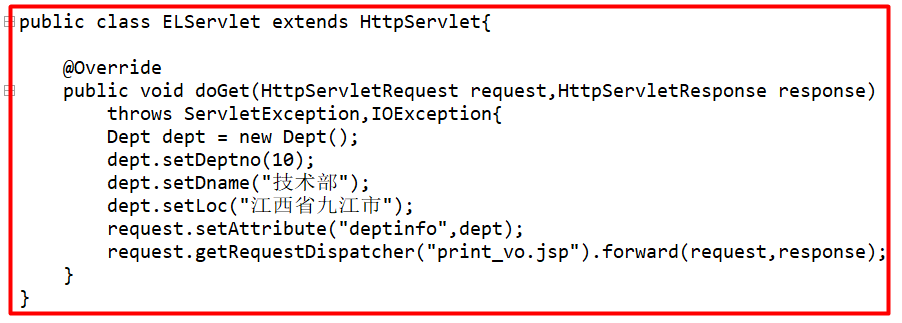 public class ELServlet extends HttpServlet{
@Override
public void doGet(HttpServletRequest request,HttpServletResponse response)
throws ServletException,IOException{
Dept dept = new Dept();
dept.setDeptno(10);
dept.setDname("技术部");
dept.setLoc("江西省九江市");
request.setAttribute("deptinfo",dept);
request.getRequestDispatcher("print_vo.jsp").forward(request,response);
}
}